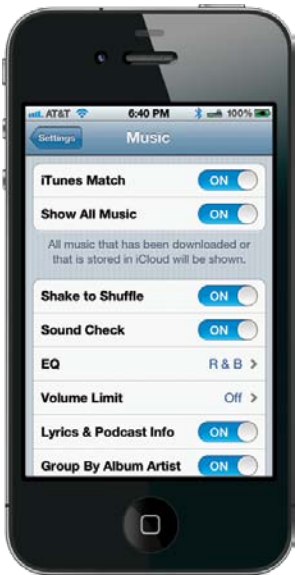 AT&T 6:40 PM 100%
Settings Music
iTunes Match ON
Show All Music ON
All music that has been downloaded or
that is stored in iCloud will be shown.
Shake to Shuffle ON
Sound Check ON
EQ R & B >
Volume Limit Off >
Lyrics & Podcast Info ON
Group By Album Artist ON